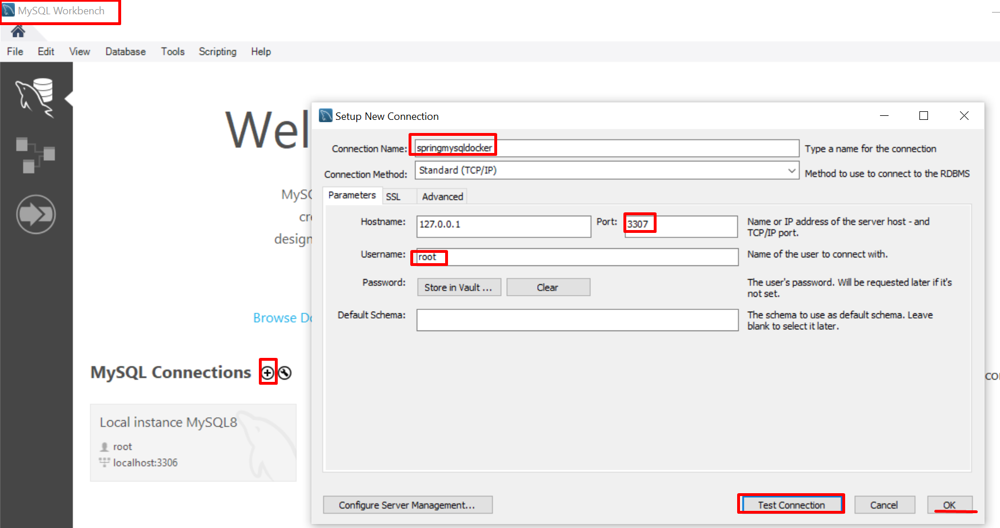 MySQL Workbench
File Edit View Database Tools Scripting Help
Wel
MySQ
cre
design
Browse Do
MySQL Connections
Local instance MySQL8
root
localhost:3306
Setup New Connection
Connection Name: springmysqldocker Type a name for the connection
Connection Method: Standard (TCP/IP) Method to use to connect to the RDBMS
Parameters SSL Advanced
Hostname: 127.0.0.1 Port: 3307 Name or IP address of the server host - and
TCP/IP port.
Username: root Name of the user to connect with.
Password: Store in Vault ... Clear The user's password. Will be requested later if it's
not set.
Default Schema: The schema to use as default schema. Leave
blank to select it later.
Configure Server Management... Test Connection Cancel OK